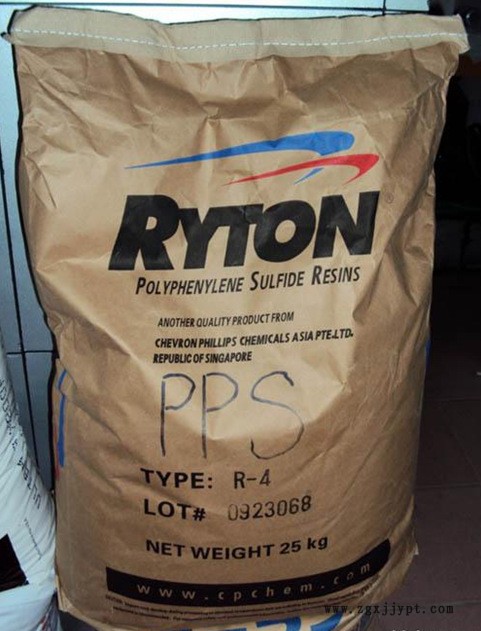 RYTON®
POLYPHENYLENE SULFIDE RESINS
ANOTHER QUALITY PRODUCT FROM
CHEVRON PHILLIPS CHEMICALS ASIA PTE.LTD.
REPUBLIC OF SINGAPORE
PPS
TYPE: R-4
LOT# 0923068
NET WEIGHT 25 kg
www.cpchem.com
www.zgxjjypt.com